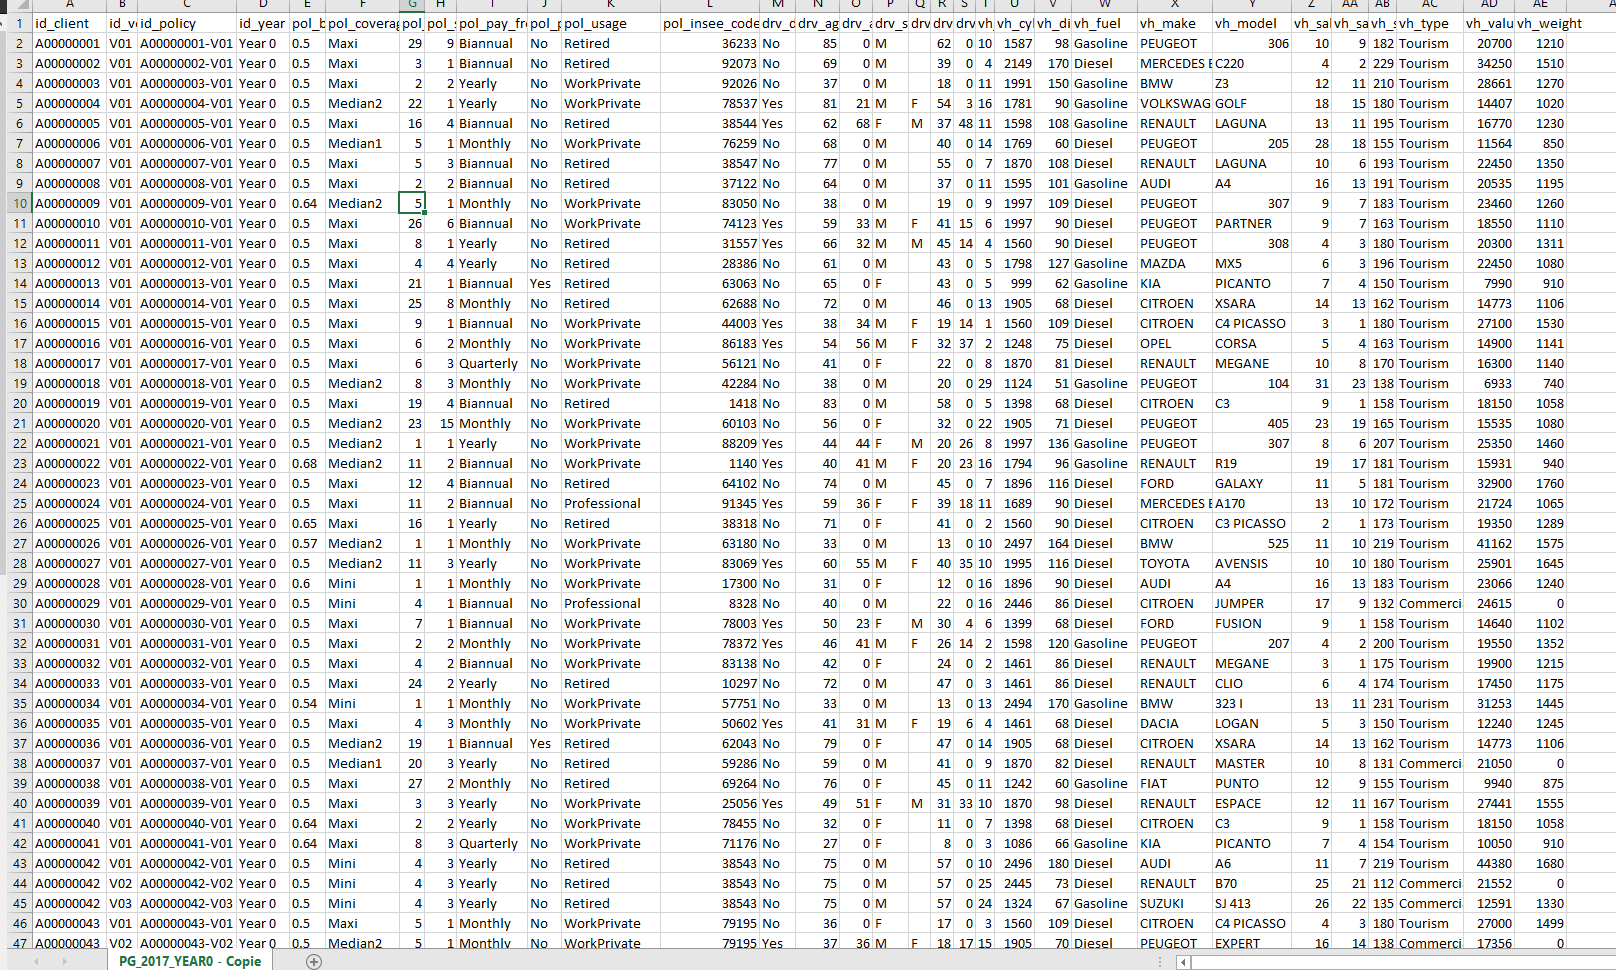 A B C D E F G H I J K L M N O P Q R S T U V W X Y Z AA AB AC AD AE
1 id_client id_v id_policy id_year pol_b pol_coverag pol_ pol_ pol_pay_fre pol_ pol_usage pol_insee_code drv_d drv_ag drv_a drv_s drv drv drv vh_ vh_cy vh_di vh_fuel vh_make vh_model vh_sa vh_sa vh_s vh_type vh_valu vh_weight
2 A00000001 V01 A00000001-V01 Year 0 0.5 Maxi 29 9 Biannual No Retired 36233 No 85 0 M 62 0 10 1587 98 Gasoline PEUGEOT 306 10 9 182 Tourism 20700 1210
3 A00000002 V01 A00000002-V01 Year 0 0.5 Maxi 3 1 Biannual No Retired 92073 No 69 0 M 39 0 4 2149 170 Diesel MERCEDES E C220 4 2 229 Tourism 34250 1510
4 A00000003 V01 A00000003-V01 Year 0 0.5 Maxi 2 2 Yearly No WorkPrivate 92026 No 37 0 M 18 0 11 1991 150 Gasoline BMW Z3 12 11 210 Tourism 28661 1270
5 A00000004 V01 A00000004-V01 Year 0 0.5 Median2 22 1 Yearly No WorkPrivate 78537 Yes 81 21 M F 54 3 16 1781 90 Gasoline VOLKSWAG GOLF 18 15 180 Tourism 14407 1020
6 A00000005 V01 A00000005-V01 Year 0 0.5 Maxi 16 4 Biannual No Retired 38544 Yes 62 68 F M 37 48 11 1598 108 Gasoline RENAULT LAGUNA 13 11 195 Tourism 16770 1230
7 A00000006 V01 A00000006-V01 Year 0 0.5 Median1 5 1 Monthly No WorkPrivate 76259 No 68 0 M 40 0 14 1769 60 Diesel PEUGEOT 205 28 18 155 Tourism 11564 850
8 A00000007 V01 A00000007-V01 Year 0 0.5 Maxi 5 3 Biannual No Retired 38547 No 77 0 M 55 0 7 1870 108 Diesel RENAULT LAGUNA 10 6 193 Tourism 22450 1350
9 A00000008 V01 A00000008-V01 Year 0 0.5 Maxi 2 2 Biannual No Retired 37122 No 64 0 M 37 0 11 1595 101 Gasoline AUDI A4 16 13 191 Tourism 20535 1195
10 A00000009 V01 A00000009-V01 Year 0 0.64 Median2 5 1 Monthly No WorkPrivate 83050 No 38 0 M 19 0 9 1997 109 Diesel PEUGEOT 307 9 7 183 Tourism 23460 1260
11 A00000010 V01 A00000010-V01 Year 0 0.5 Maxi 26 6 Biannual No WorkPrivate 74123 Yes 59 33 M F 41 15 6 1997 90 Diesel PEUGEOT PARTNER 9 7 163 Tourism 18550 1110
12 A00000011 V01 A00000011-V01 Year 0 0.5 Maxi 8 1 Yearly No Retired 31557 Yes 66 32 M M 45 14 4 1560 90 Diesel PEUGEOT 308 4 3 180 Tourism 20300 1311
13 A00000012 V01 A00000012-V01 Year 0 0.5 Maxi 4 4 Yearly No Retired 28386 No 61 0 M 43 0 5 1798 127 Gasoline MAZDA MX5 6 3 196 Tourism 22450 1080
14 A00000013 V01 A00000013-V01 Year 0 0.5 Maxi 21 1 Biannual Yes Retired 63063 No 65 0 F 43 0 5 999 62 Gasoline KIA PICANTO 7 4 150 Tourism 7990 910
15 A00000014 V01 A00000014-V01 Year 0 0.5 Maxi 25 8 Monthly No Retired 62688 No 72 0 M 46 0 13 1905 68 Diesel CITROEN XSARA 14 13 162 Tourism 14773 1106
16 A00000015 V01 A00000015-V01 Year 0 0.5 Maxi 9 1 Biannual No WorkPrivate 44003 Yes 38 34 M F 19 14 1 1560 109 Diesel CITROEN C4 PICASSO 3 1 180 Tourism 27100 1530
17 A00000016 V01 A00000016-V01 Year 0 0.5 Maxi 6 2 Monthly No WorkPrivate 86183 Yes 54 56 M F 32 37 2 1248 75 Diesel OPEL CORSA 5 4 163 Tourism 14900 1141
18 A00000017 V01 A00000017-V01 Year 0 0.5 Maxi 6 3 Quarterly No WorkPrivate 56121 No 41 0 F 22 0 8 1870 81 Diesel RENAULT MEGANE 10 8 170 Tourism 16300 1140
19 A00000018 V01 A00000018-V01 Year 0 0.5 Median2 8 3 Monthly No WorkPrivate 42284 No 38 0 M 20 0 29 1124 51 Gasoline PEUGEOT 104 31 23 138 Tourism 6933 740
20 A00000019 V01 A00000019-V01 Year 0 0.5 Maxi 19 4 Biannual No Retired 1418 No 83 0 M 58 0 5 1398 68 Diesel CITROEN C3 9 1 158 Tourism 18150 1058
21 A00000020 V01 A00000020-V01 Year 0 0.5 Median2 23 15 Monthly No WorkPrivate 60103 No 56 0 F 32 0 22 1905 71 Diesel PEUGEOT 405 23 19 165 Tourism 15535 1080
22 A00000021 V01 A00000021-V01 Year 0 0.5 Median2 1 1 Yearly No WorkPrivate 88209 Yes 44 44 F M 20 26 8 1997 136 Gasoline PEUGEOT 307 8 6 207 Tourism 25350 1460
23 A00000022 V01 A00000022-V01 Year 0 0.68 Median2 11 2 Biannual No WorkPrivate 1140 Yes 40 41 M F 20 23 16 1794 96 Gasoline RENAULT R19 19 17 181 Tourism 15931 940
24 A00000023 V01 A00000023-V01 Year 0 0.5 Maxi 12 4 Biannual No Retired 64102 No 74 0 M 45 0 7 1896 116 Diesel FORD GALAXY 11 5 181 Tourism 32900 1760
25 A00000024 V01 A00000024-V01 Year 0 0.5 Maxi 11 2 Biannual No Professional 91345 Yes 59 36 F F 39 18 11 1689 90 Diesel MERCEDES E A170 13 10 172 Tourism 21724 1065
26 A00000025 V01 A00000025-V01 Year 0 0.65 Maxi 16 1 Yearly No Retired 38318 No 71 0 F 41 0 2 1560 90 Diesel CITROEN C3 PICASSO 2 1 173 Tourism 19350 1289
27 A00000026 V01 A00000026-V01 Year 0 0.57 Median2 1 1 Monthly No WorkPrivate 63180 No 33 0 M 13 0 10 2497 164 Diesel BMW 525 11 10 219 Tourism 41162 1575
28 A00000027 V01 A00000027-V01 Year 0 0.5 Median2 11 3 Yearly No WorkPrivate 83069 Yes 60 55 M F 40 35 10 1995 116 Diesel TOYOTA AVENSIS 10 10 180 Tourism 25901 1645
29 A00000028 V01 A00000028-V01 Year 0 0.6 Mini 1 1 Monthly No WorkPrivate 17300 No 31 0 F 12 0 16 1896 90 Diesel AUDI A4 16 13 183 Tourism 23066 1240
30 A00000029 V01 A00000029-V01 Year 0 0.5 Mini 4 1 Biannual No Professional 8328 No 40 0 M 22 0 16 2446 86 Diesel CITROEN JUMPER 17 9 132 Commerci 24615 0
31 A00000030 V01 A00000030-V01 Year 0 0.5 Maxi 7 1 Biannual No WorkPrivate 78003 Yes 50 23 F M 30 4 6 1399 68 Diesel FORD FUSION 9 1 158 Tourism 14640 1102
32 A00000031 V01 A00000031-V01 Year 0 0.5 Maxi 2 2 Monthly No WorkPrivate 78372 Yes 46 41 M F 26 14 2 1598 120 Gasoline PEUGEOT 207 4 2 200 Tourism 19550 1352
33 A00000032 V01 A00000032-V01 Year 0 0.5 Maxi 4 2 Biannual No WorkPrivate 83138 No 42 0 F 24 0 2 1461 86 Diesel RENAULT MEGANE 3 1 175 Tourism 19900 1215
34 A00000033 V01 A00000033-V01 Year 0 0.5 Maxi 24 2 Yearly No Retired 10297 No 72 0 M 47 0 3 1461 86 Diesel RENAULT CLIO 6 4 174 Tourism 17450 1175
35 A00000034 V01 A00000034-V01 Year 0 0.54 Mini 1 1 Monthly No WorkPrivate 57751 No 33 0 M 13 0 13 2494 170 Gasoline BMW 323 I 13 11 231 Tourism 31253 1445
36 A00000035 V01 A00000035-V01 Year 0 0.5 Maxi 4 3 Monthly No WorkPrivate 50602 Yes 41 31 M F 19 6 4 1461 68 Diesel DACIA LOGAN 5 3 150 Tourism 12240 1245
37 A00000036 V01 A00000036-V01 Year 0 0.5 Median2 19 1 Biannual Yes Retired 62043 No 79 0 F 47 0 14 1905 68 Diesel CITROEN XSARA 14 13 162 Tourism 14773 1106
38 A00000037 V01 A00000037-V01 Year 0 0.5 Median1 20 3 Yearly No Retired 59286 No 59 0 M 41 0 9 1870 82 Diesel RENAULT MASTER 10 8 131 Commerci 21050 0
39 A00000038 V01 A00000038-V01 Year 0 0.5 Maxi 27 2 Monthly No Retired 69264 No 76 0 F 45 0 11 1242 60 Gasoline FIAT PUNTO 12 9 155 Tourism 9940 875
40 A00000039 V01 A00000039-V01 Year 0 0.5 Maxi 3 3 Yearly No WorkPrivate 25056 Yes 49 51 F M 31 33 10 1870 98 Diesel RENAULT ESPACE 12 11 167 Tourism 27441 1555
41 A00000040 V01 A00000040-V01 Year 0 0.64 Maxi 2 2 Yearly No WorkPrivate 78455 No 32 0 F 11 0 7 1398 68 Diesel CITROEN C3 9 1 158 Tourism 18150 1058
42 A00000041 V01 A00000041-V01 Year 0 0.64 Maxi 8 3 Quarterly No WorkPrivate 71176 No 27 0 F 8 0 3 1086 66 Gasoline KIA PICANTO 7 4 154 Tourism 10050 910
43 A00000042 V01 A00000042-V01 Year 0 0.5 Mini 4 3 Yearly No Retired 38543 No 75 0 M 57 0 10 2496 180 Diesel AUDI A6 11 7 219 Tourism 44380 1680
44 A00000042 V02 A00000042-V02 Year 0 0.5 Mini 4 3 Yearly No Retired 38543 No 75 0 M 57 0 25 2445 73 Diesel RENAULT B70 25 21 112 Commerci 21552 0
45 A00000042 V03 A00000042-V03 Year 0 0.5 Mini 4 3 Yearly No Retired 38543 No 75 0 M 57 0 24 1324 67 Gasoline SUZUKI SJ 413 26 22 135 Commerci 12591 1330
46 A00000043 V01 A00000043-V01 Year 0 0.5 Maxi 5 1 Monthly No WorkPrivate 79195 No 36 0 F 17 0 3 1560 109 Diesel CITROEN C4 PICASSO 4 3 180 Tourism 27000 1499
47 A00000043 V02 A00000043-V02 Year 0 0.5 Median2 5 1 Monthly No WorkPrivate 79195 Yes 37 36 M F 18 17 15 1905 70 Diesel PEUGEOT EXPERT 16 14 138 Commerci 17356 0
PG_2017_YEAR0 - Copie